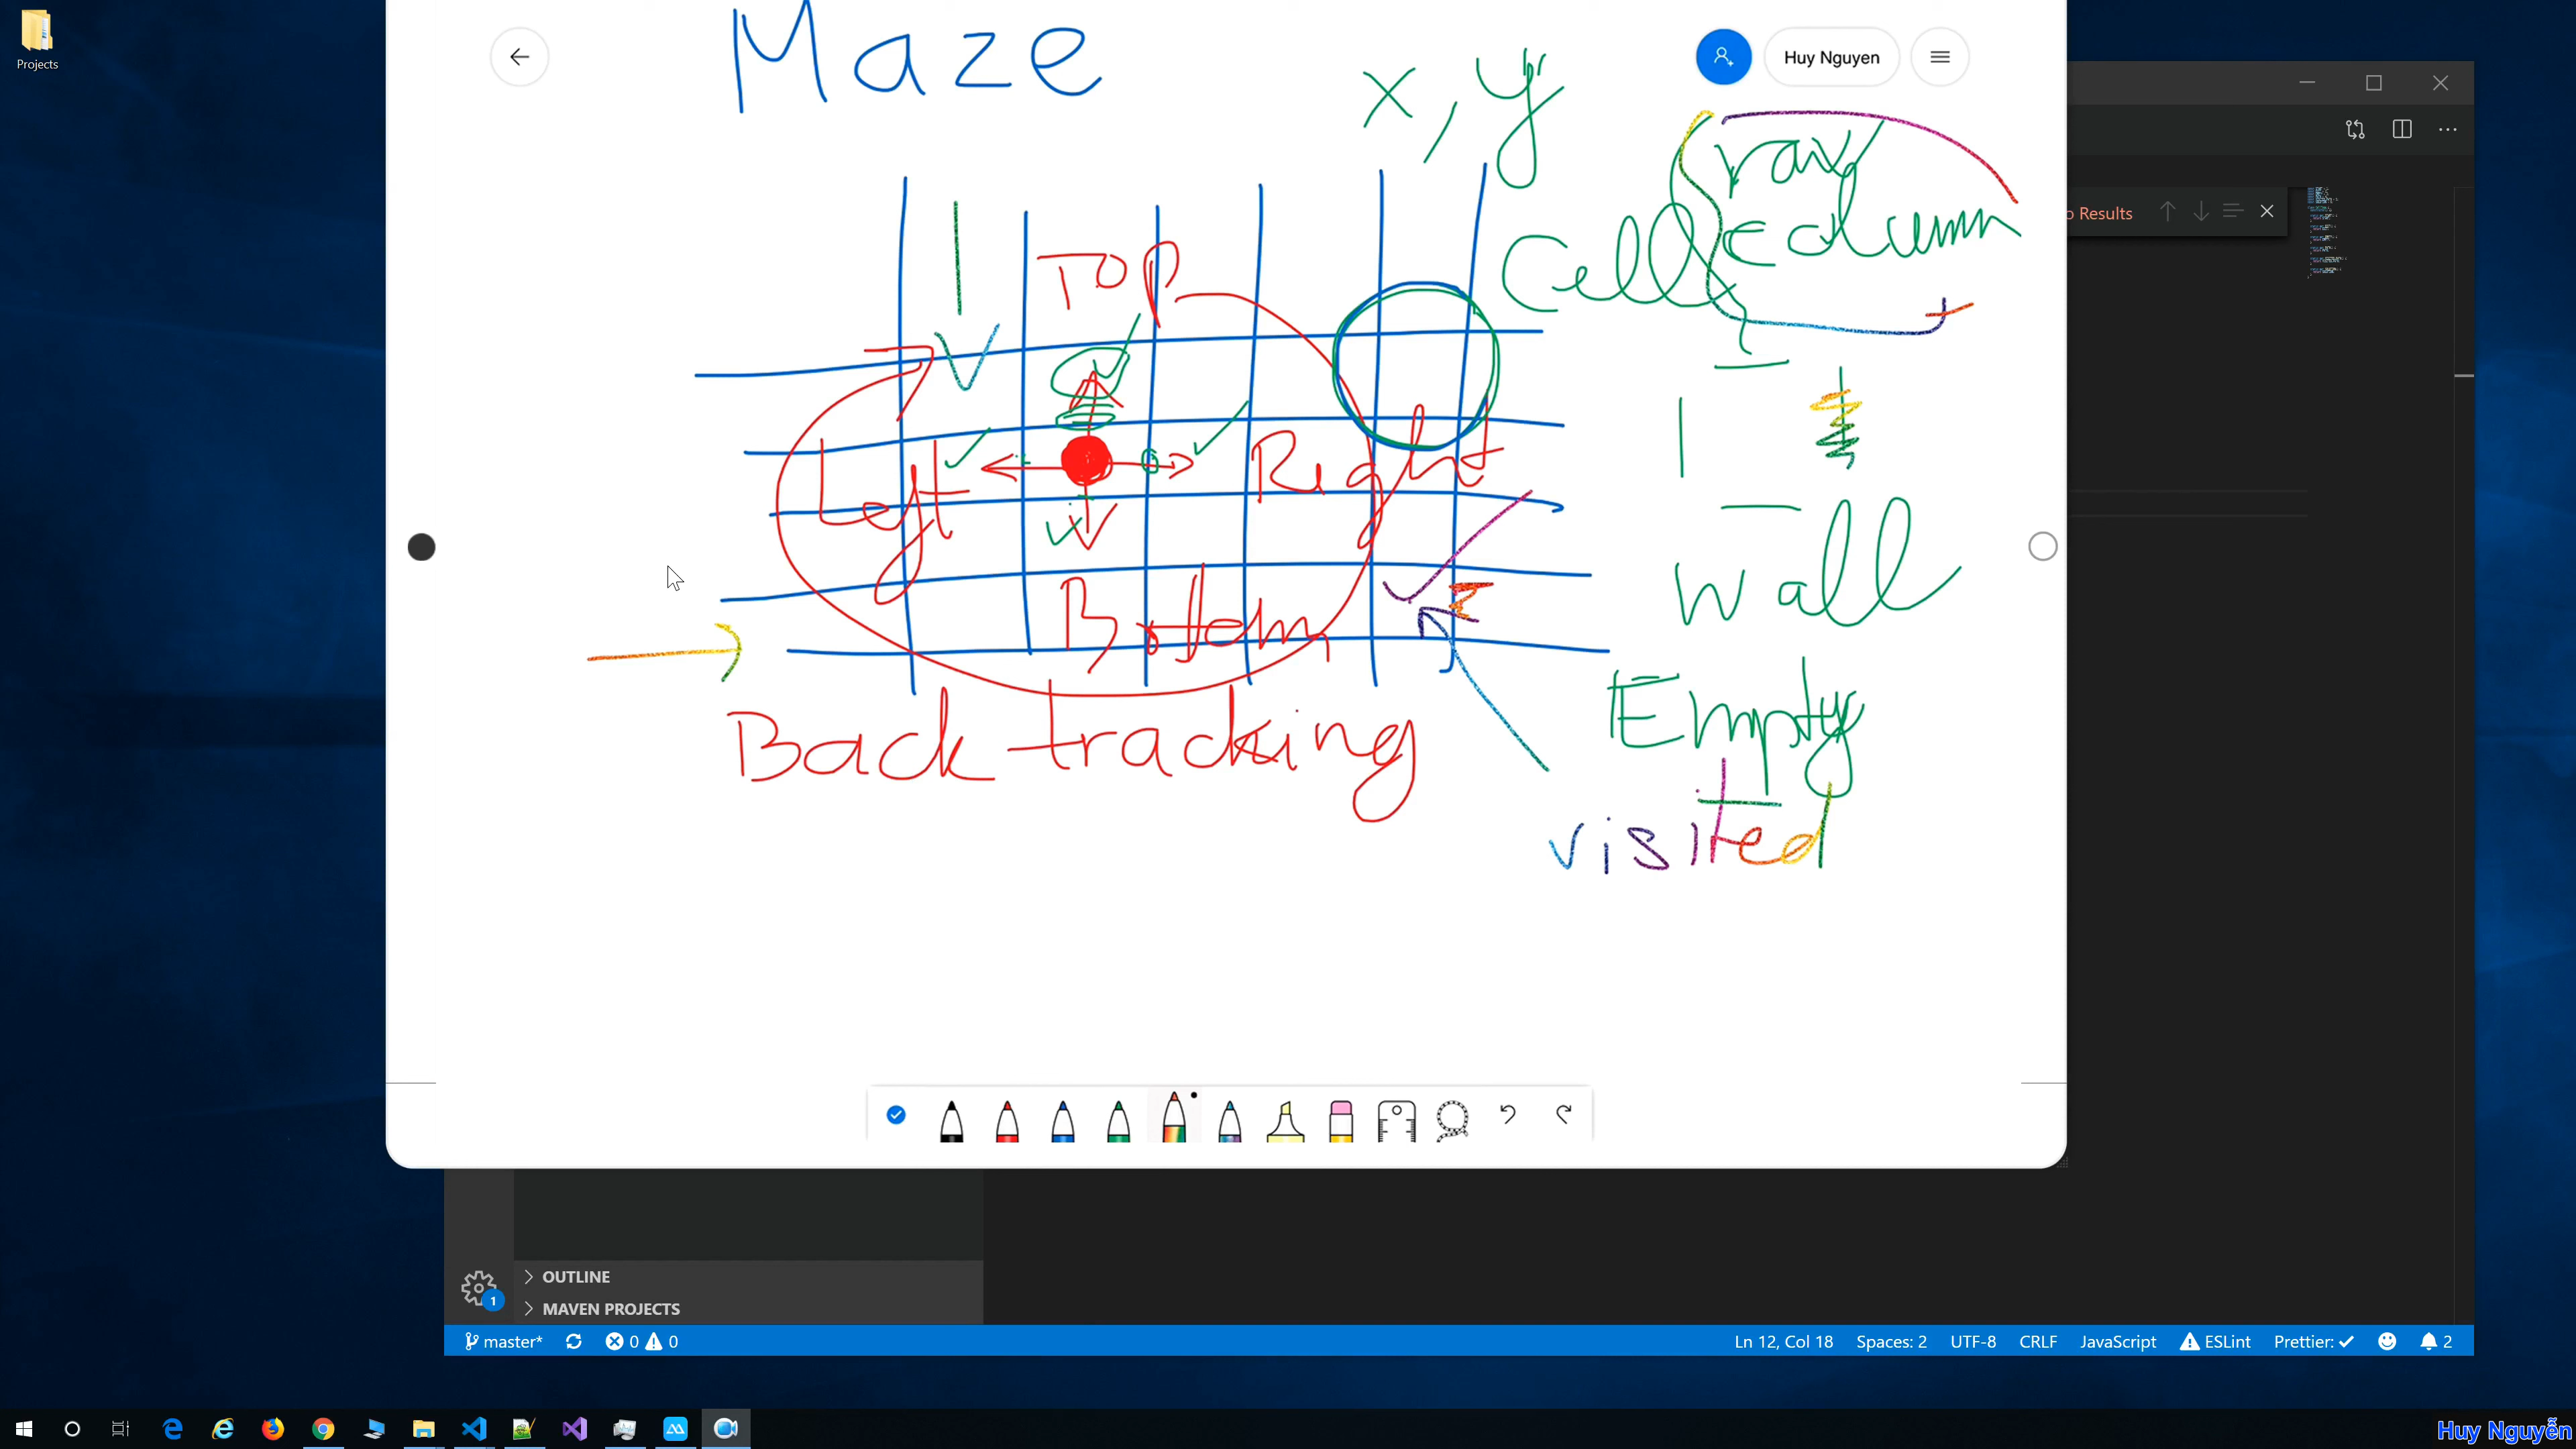 Projects
Maze
Huy Nguyen
x, y
row
column
Cell
Results
TOP
Left
Right
Wall
Bottom
Empty
Back tracking
visited
OUTLINE
1
MAVEN PROJECTS
master* 0 0
Ln 12, Col 18 Spaces: 2 UTF-8 CRLF JavaScript ESLint Prettier: 2
Huy Nguyễn